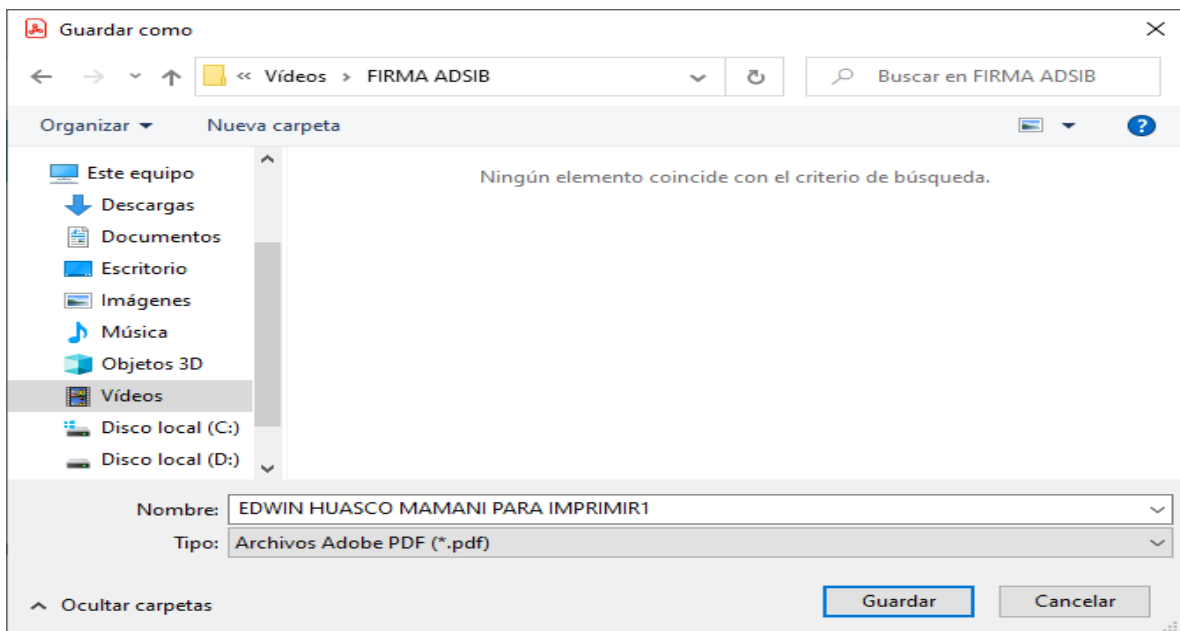 Guardar como
« Vídeos > FIRMA ADSIB
Buscar en FIRMA ADSIB
Organizar
Nueva carpeta
?
Este equipo
Ningún elemento coincide con el criterio de búsqueda.
Descargas
Documentos
Escritorio
Imágenes
Música
Objetos 3D
Vídeos
Disco local (C:)
Disco local (D:)
Nombre: EDWIN HUASCO MAMANI PARA IMPRIMIR1
Tipo: Archivos Adobe PDF (*.pdf)
Ocultar carpetas
Guardar
Cancelar